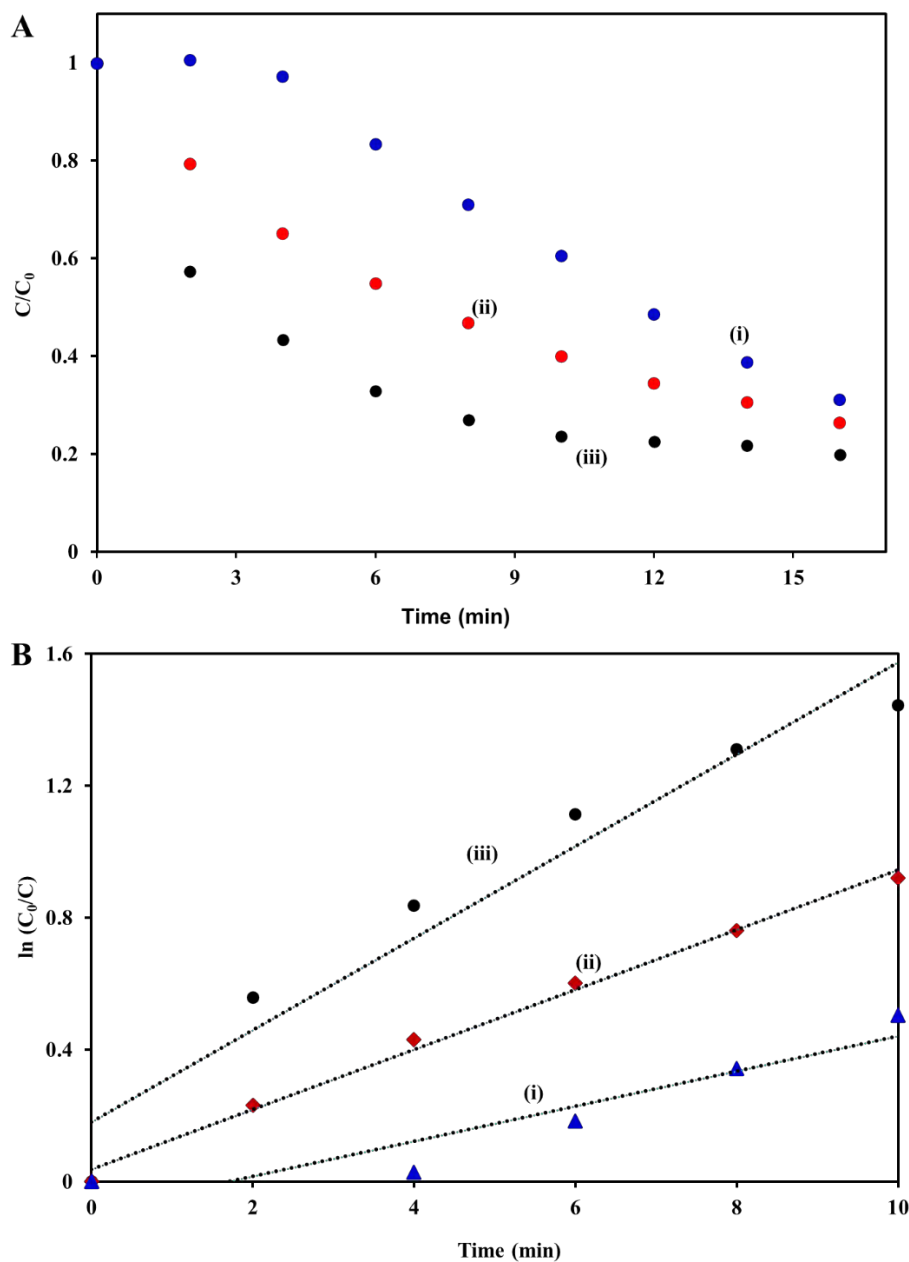 A
1
0.8
0.6
0.4
0.2
0
C/C₀
(ii)
(i)
(iii)
0 3 6 9 12 15
Time (min)
B
1.6
1.2
0.8
0.4
0
ln (C₀/C)
(iii)
(ii)
(i)
0 2 4 6 8 10
Time (min)